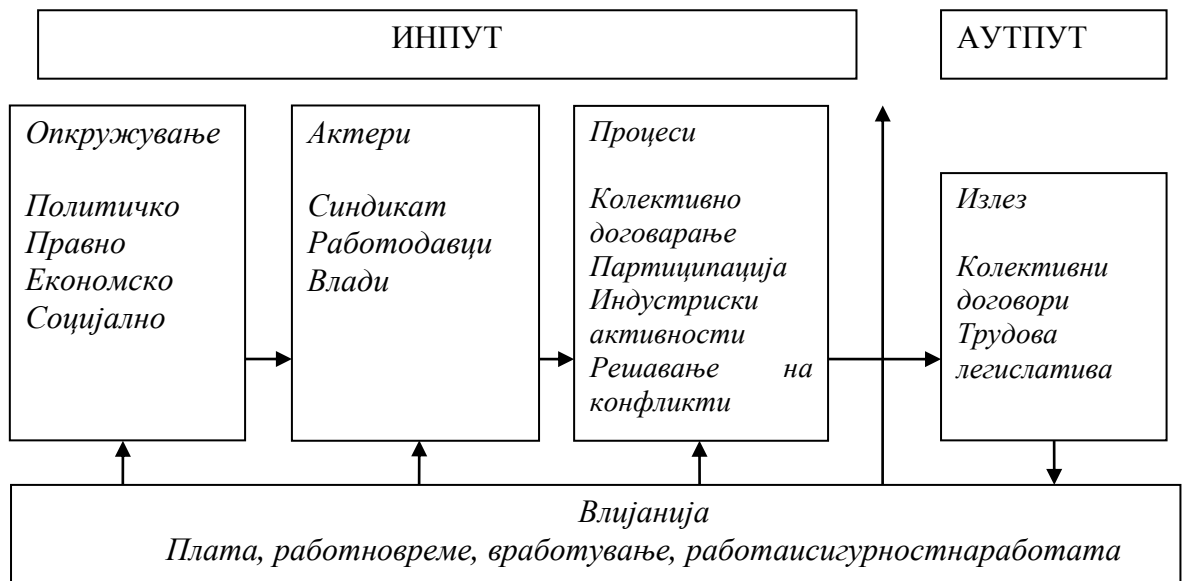 ИНПУТ
АУТПУТ
Опкружување
Политичко
Правно
Економско
Социјално
Актери
Синдикат
Работодавци
Влади
Процеси
Колективно
договарање
Партиципација
Индустриски
активности
Решавање на
конфликти
Излез
Колективни
договори
Трудова
легислатива
Влијанија
Плата, работновреме, вработување, работаисигурностнаработата